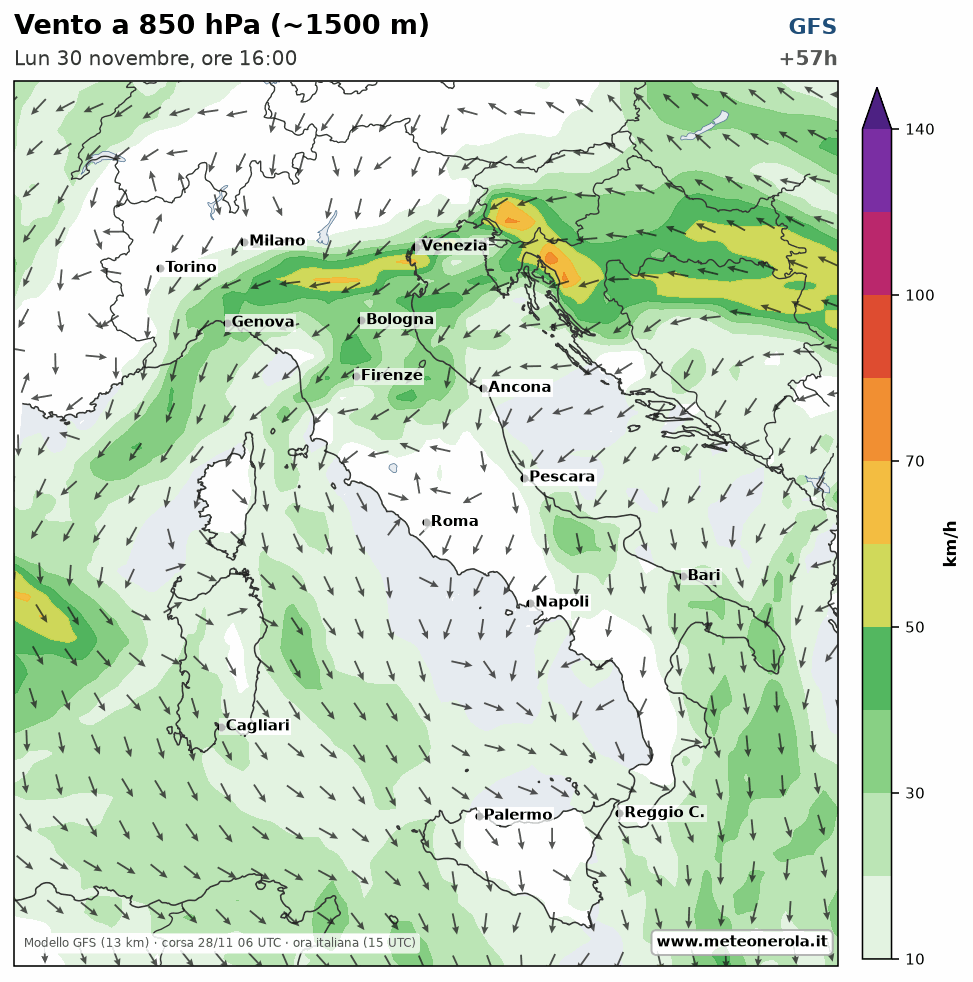 Vento a 850 hPa (~1500 m)
GFS
Lun 30 novembre, ore 16:00
+57h
140
Milano
Venezia
Torino
100
Genova
Bologna
Firenze
Ancona
70
Pescara
Roma
km/h
Bari
Napoli
50
Cagliari
30
Palermo
Reggio C.
Modello GFS (13 km) · corsa 28/11 06 UTC · ora italiana (15 UTC)
www.meteonerola.it
10